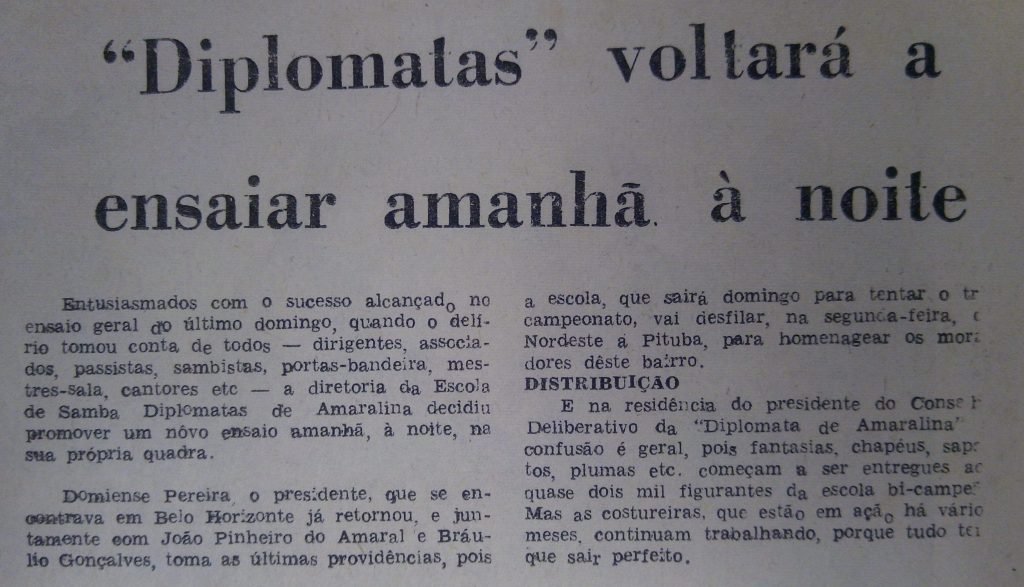 “Diplomatas” voltará a
ensaiar amanhã. à noite
Entusiasmados com o sucesso alcançado no
ensaio geral do último domingo, quando o delí-
rio tomou conta de todos — dirigentes, associa-
dos, passistas, sambistas, portas-bandeira, mes-
tres-sala, cantores etc — a diretoria da Escola
de Samba Diplomatas de Amaralina decidiu
promover um nôvo ensaio amanhã, à noite, na
sua própria quadra.
Domiense Pereira, o presidente, que se en-
contrava em Belo Horizonte já retornou, e jun-
tamente com João Pinheiro do Amaral e Bráu-
lio Gonçalves, toma as últimas providências, pois
a escola, que sairá domingo para tentar o
campeonato, vai desfilar, na segunda-feira,
Nordeste à Pituba, para homenagear os
dores dêste bairro.
DISTRIBUIÇÃO
E na residência do presidente do
Deliberativo da “Diplomata de Amaralina”
confusão é geral, pois fantasias, chapéus,
tos, plumas etc. começam a ser entregues
quase dois mil figurantes da escola
Mas as costureiras, que estão em ação há
meses, continuam trabalhando, porque tudo
que sair perfeito.